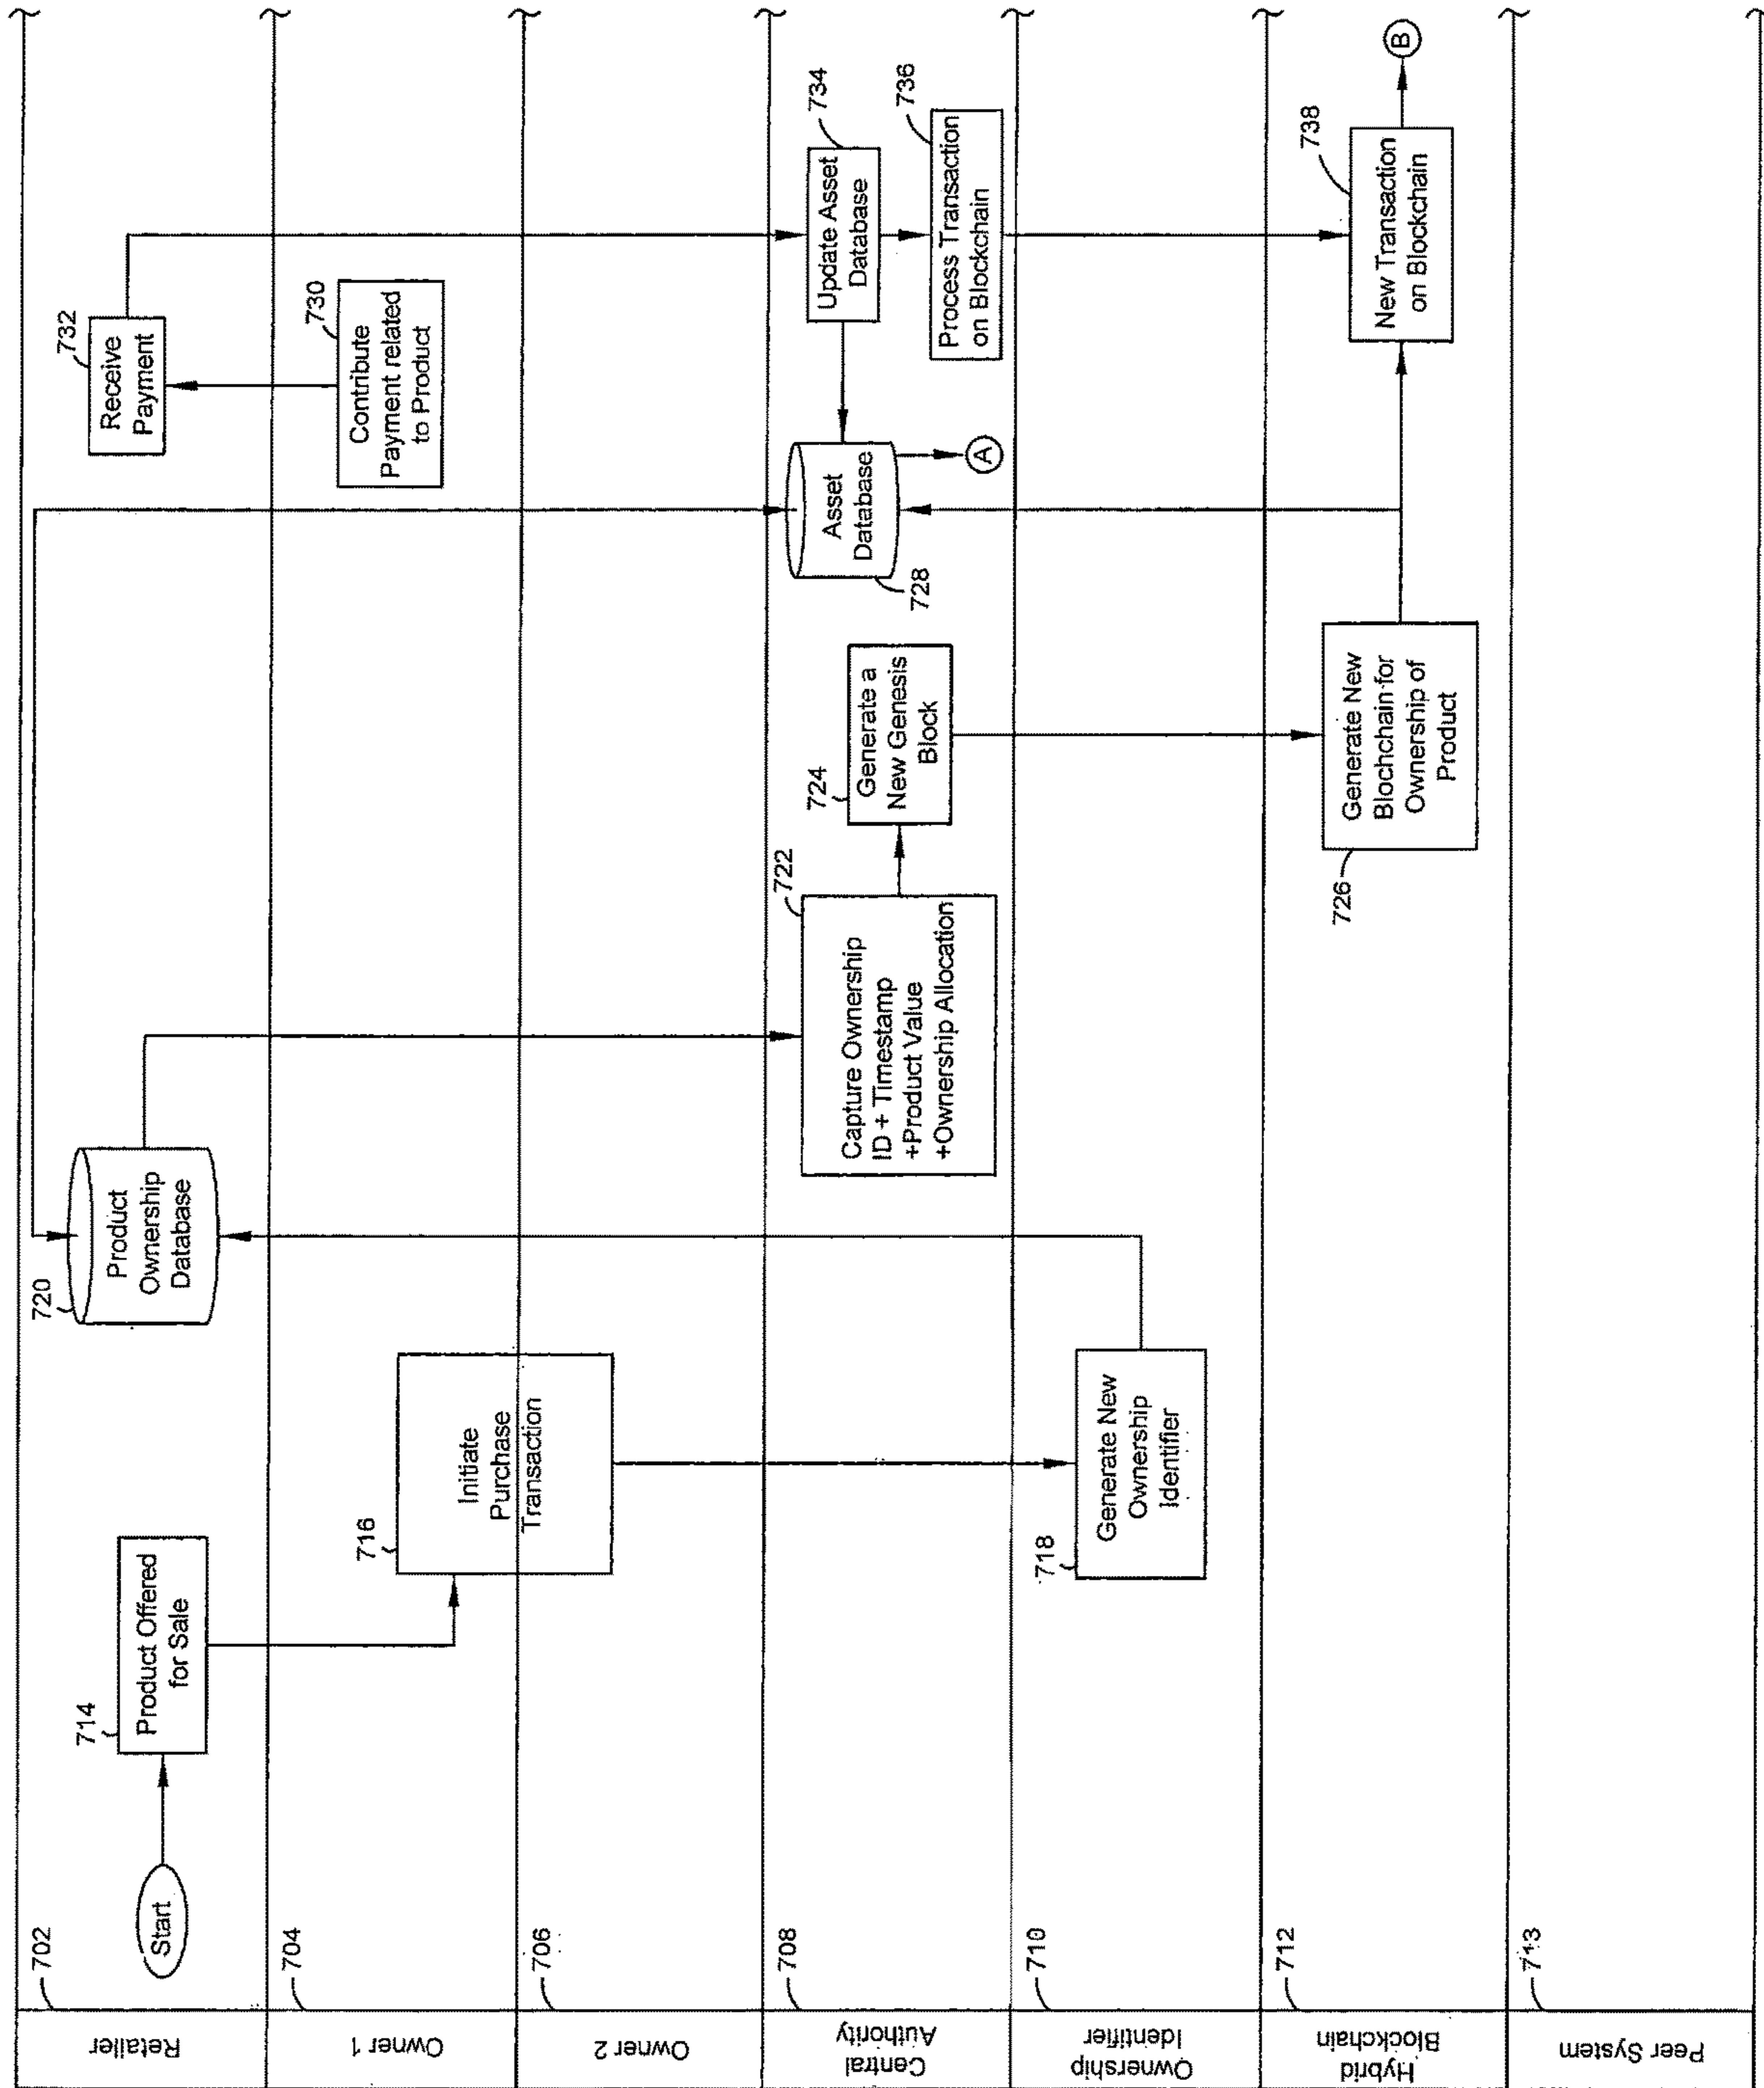 Retailer
702
Start
714
Product Offered
for Sale
720
Product
Ownership
Database
732
Receive
Payment
Owner 1
704
716
Initiate
Purchase
Transaction
730
Contribute
Payment related
to Product
Owner 2
706
Central
Authority
708
722
Capture Ownership
ID + Timestamp
+Product Value
+Ownership Allocation
724
Generate a
New Genesis
Block
Asset
Database
728
A
734
Update Asset
Database
736
Process Transaction
on Blockchain
Ownership
Identifier
710
718
Generate New
Ownership
Identifier
Hybrid
Blockchain
712
726
Generate New
Blochchain for
Ownership of
Product
738
New Transaction
on Blockchain
B
Peer System
713